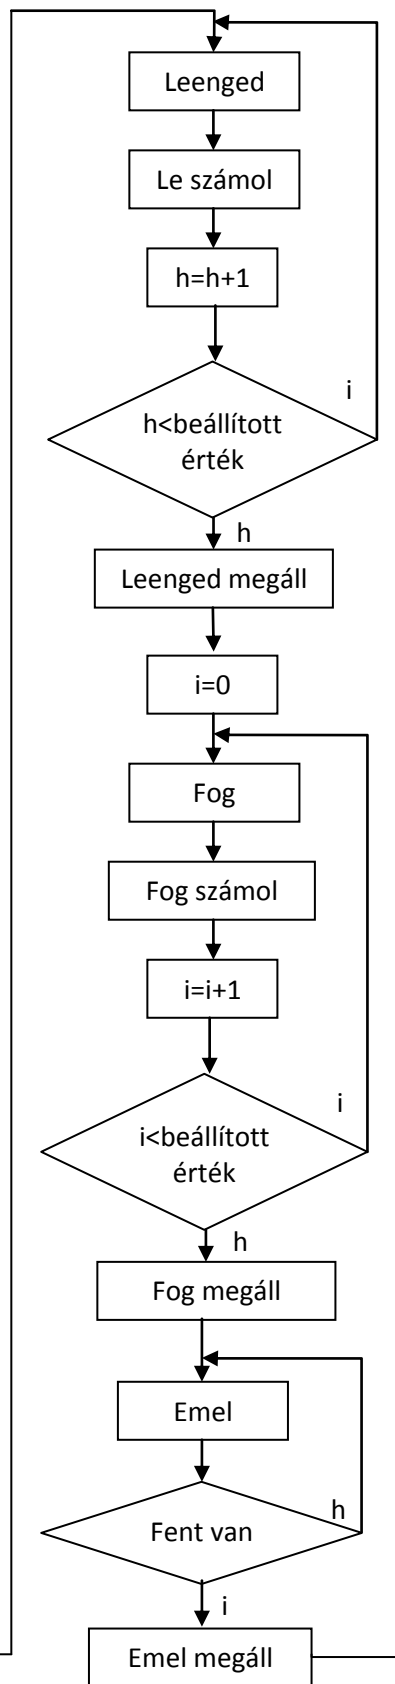 Leenged
Le számol
h=h+1
i
h<beállított
érték
h
Leenged megáll
i=0
Fog
Fog számol
i=i+1
i
i<beállított
érték
h
Fog megáll
Emel
h
Fent van
i
Emel megáll